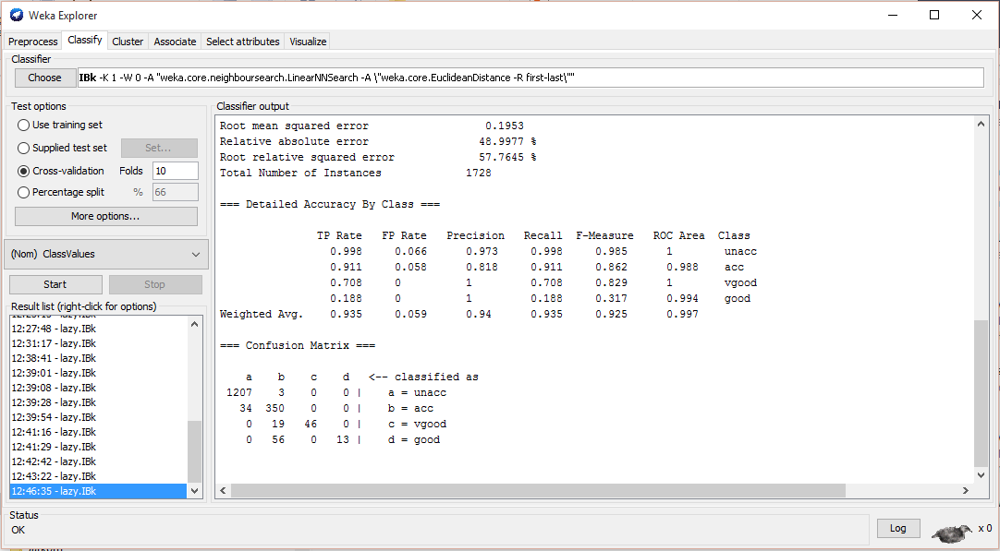 Weka Explorer
Preprocess Classify Cluster Associate Select attributes Visualize
Classifier
Choose IBk -K 1 -W 0 -A "weka.core.neighboursearch.LinearNNSearch -A \"weka.core.EuclideanDistance -R first-last\""
Test options
Use training set
Supplied test set Set...
Cross-validation Folds 10
Percentage split % 66
More options...
(Nom) ClassValues
Start Stop
Result list (right-click for options)
12:27:48 - lazy.IBk
12:31:17 - lazy.IBk
12:38:41 - lazy.IBk
12:39:01 - lazy.IBk
12:39:08 - lazy.IBk
12:39:28 - lazy.IBk
12:39:54 - lazy.IBk
12:41:16 - lazy.IBk
12:41:29 - lazy.IBk
12:42:42 - lazy.IBk
12:43:22 - lazy.IBk
12:46:35 - lazy.IBk
Classifier output
Root mean squared error 0.1953
Relative absolute error 48.9977 %
Root relative squared error 57.7645 %
Total Number of Instances 1728
=== Detailed Accuracy By Class ===
TP Rate FP Rate Precision Recall F-Measure ROC Area Class
0.998 0.066 0.973 0.998 0.985 1 unacc
0.911 0.058 0.818 0.911 0.862 0.988 acc
0.708 0 1 0.708 0.829 1 vgood
0.188 0 1 0.188 0.317 0.994 good
Weighted Avg. 0.935 0.059 0.94 0.935 0.925 0.997
=== Confusion Matrix ===
a b c d <-- classified as
1207 3 0 0 | a = unacc
34 350 0 0 | b = acc
0 19 46 0 | c = vgood
0 56 0 13 | d = good
Status
OK
Log x 0